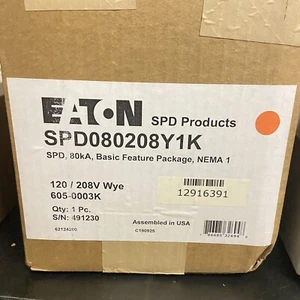 EATON SPD Products
SPD080208Y1K
SPD, 80kA, Basic Feature Package, NEMA 1
120 / 208V Wye
605-0003K
12916391
Qty: 1 Pc.
S/N: 491230
Assembled in USA